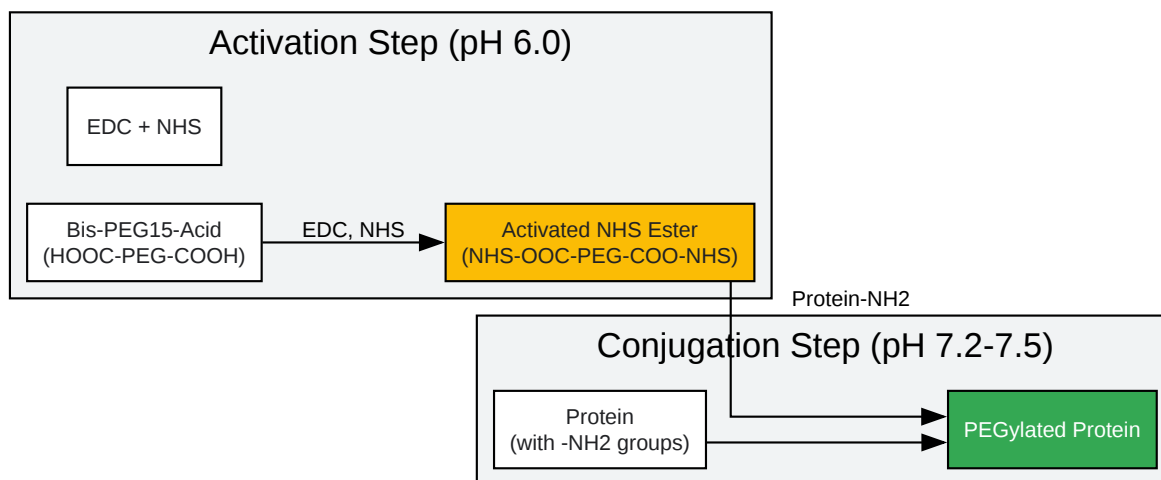 Activation Step (pH 6.0)
EDC + NHS
Bis-PEG15-Acid
(HOOC-PEG-COOH)
EDC, NHS
Activated NHS Ester
(NHS-OOC-PEG-COO-NHS)
Protein-NH2
Conjugation Step (pH 7.2-7.5)
Protein
(with -NH2 groups)
PEGylated Protein